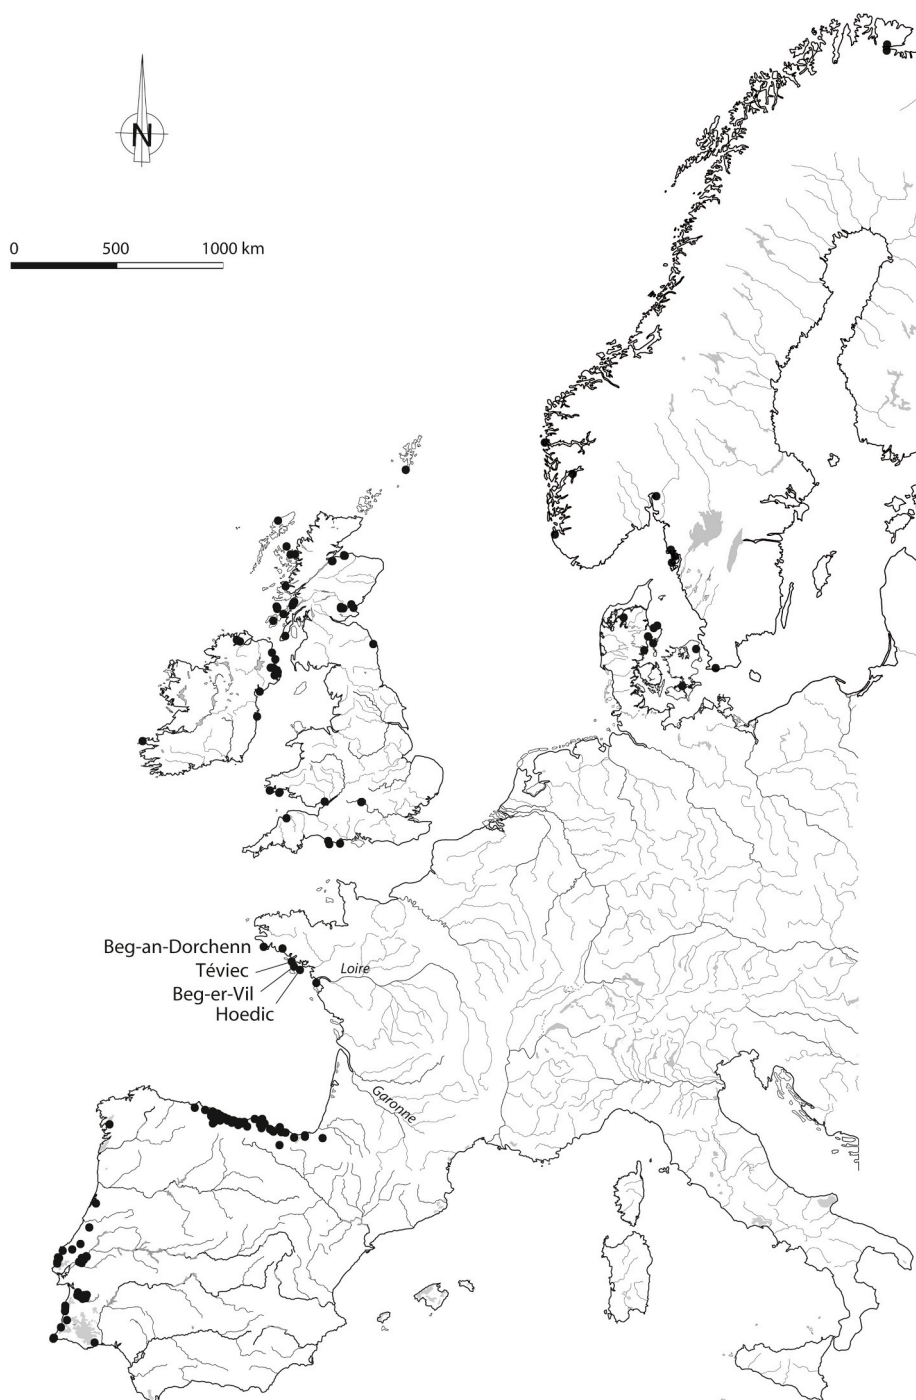 N
0 500 1000 km
Beg-an-Dorchenn
Téviec
Loire
Beg-er-Vil
Hoedic
Garonne